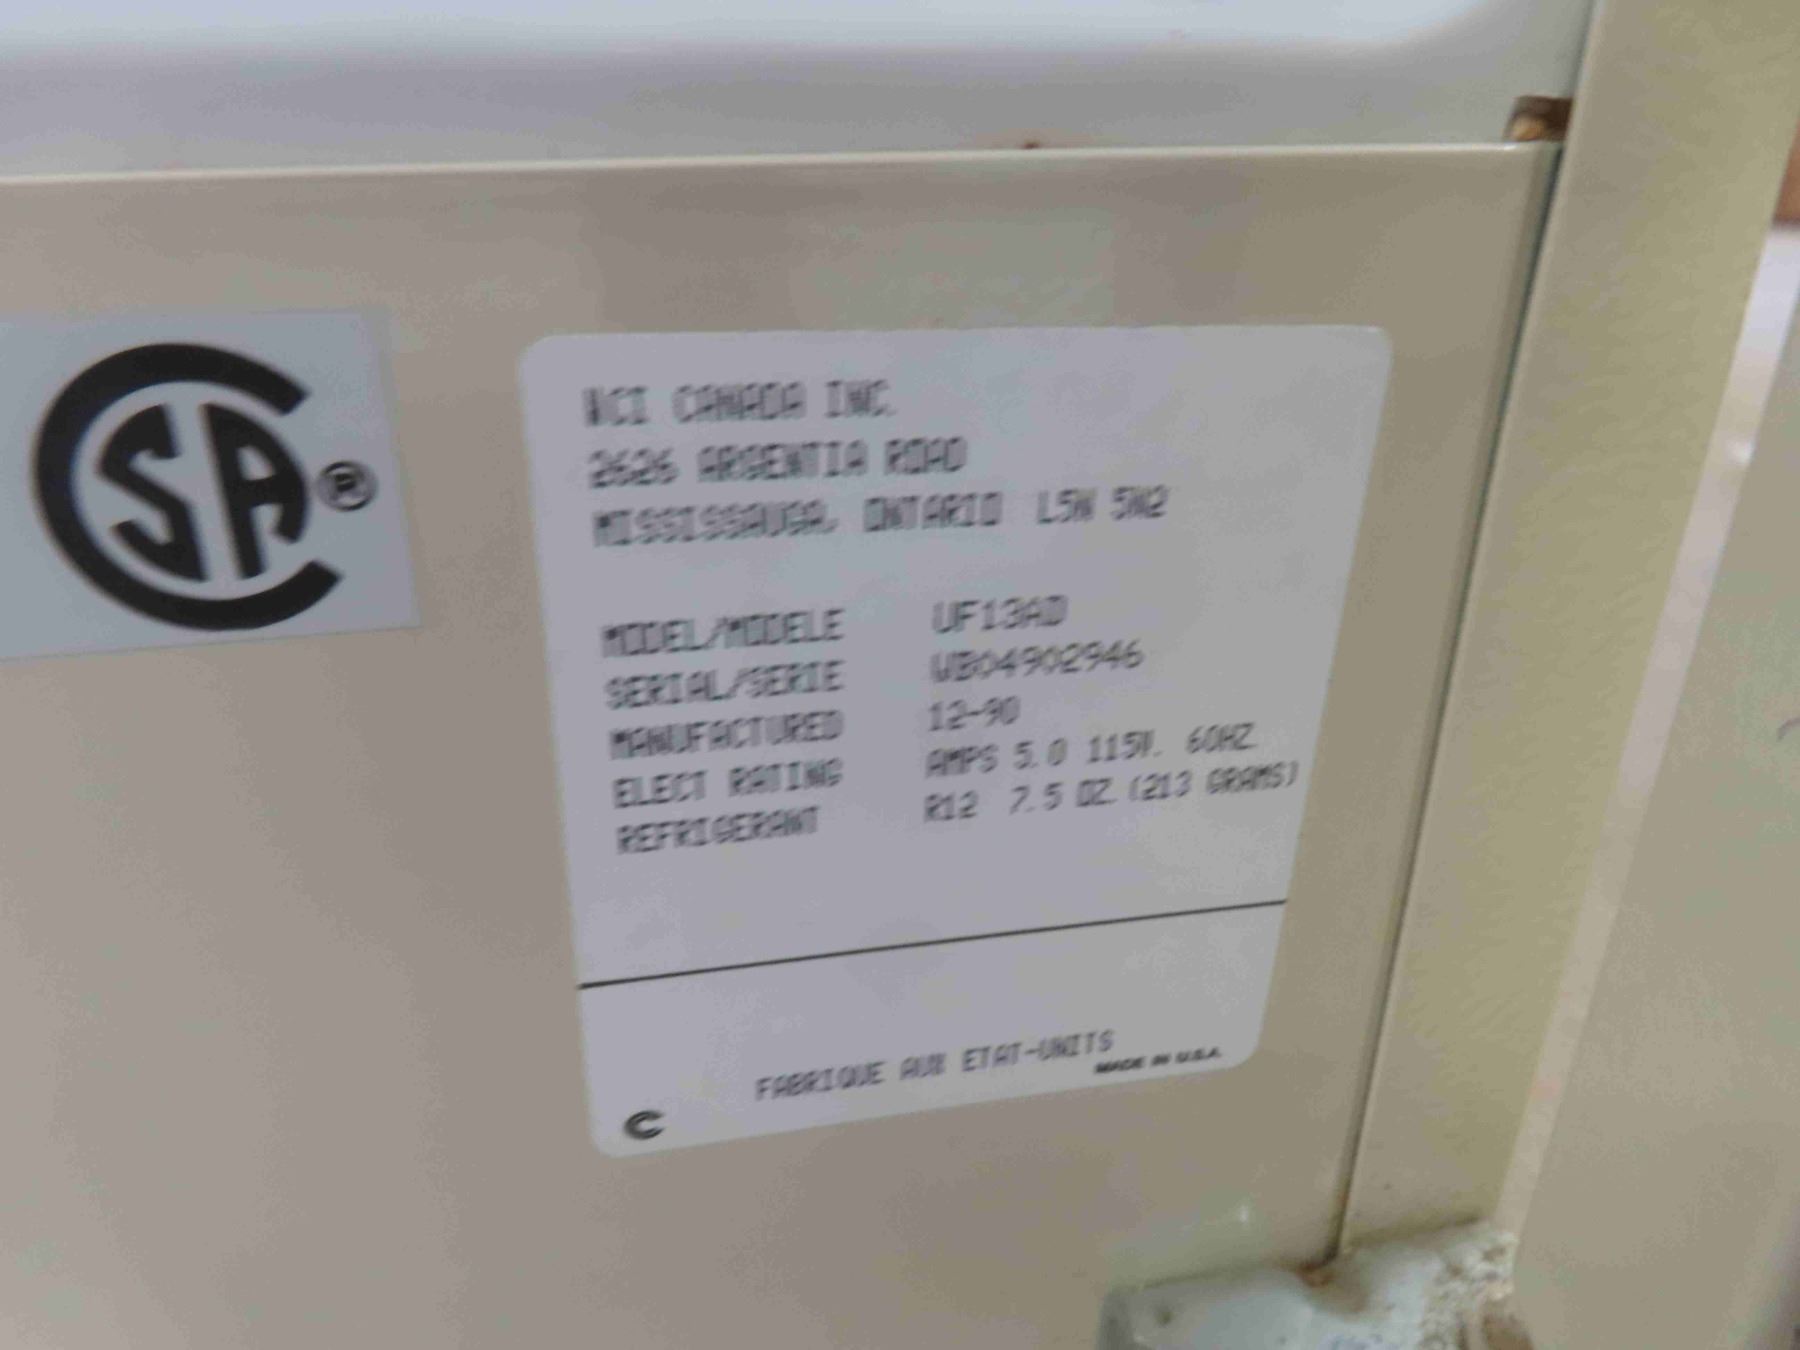 CSA®
WCI CANADA INC.
2626 ARGENTIA ROAD
MISSISSAUGA, ONTARIO L5N 5N2
MODEL/MODELE UF13AD
SERIAL/SERIE WB04902946
MANUFACTURED 12-90
ELECT RATING AMPS 5.0 115V. 60HZ
REFRIGERANT R12 7.5 OZ. (213 GRAMS)
FABRIQUE AUX ETAT-UNITS
MADE IN U.S.A.
C